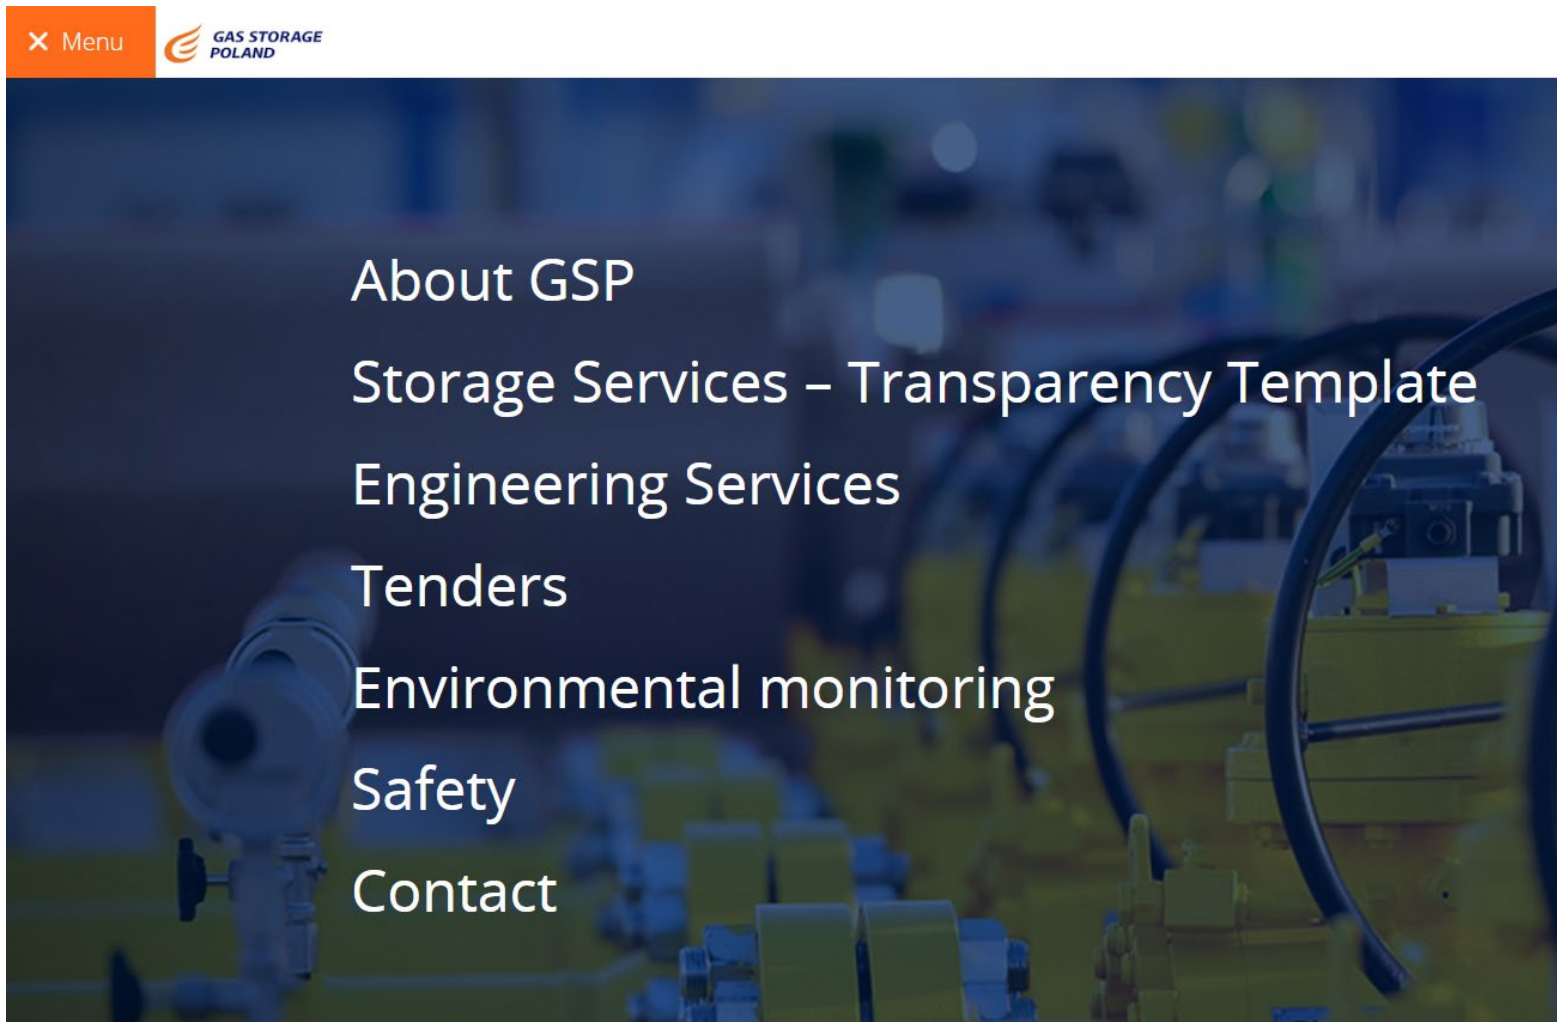 Menu
GAS STORAGE
POLAND
About GSP
Storage Services – Transparency Template
Engineering Services
Tenders
Environmental monitoring
Safety
Contact